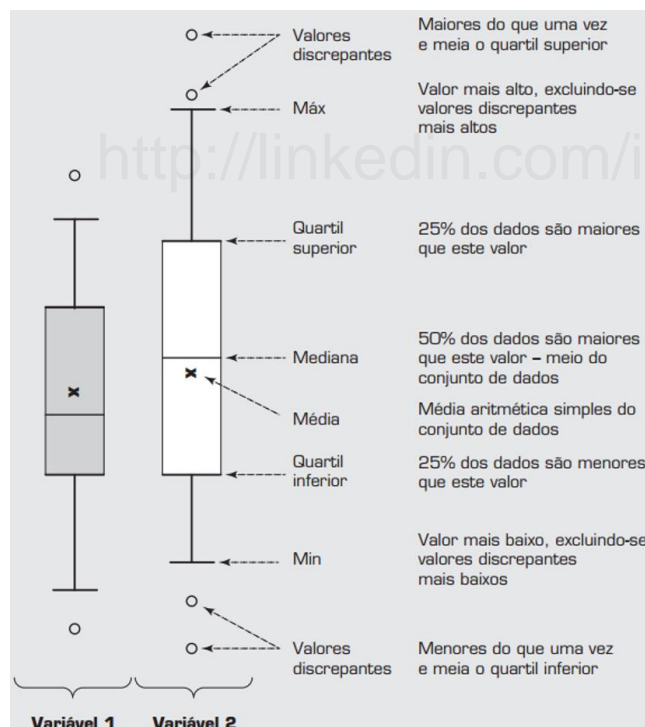 Valores
discrepantes
Maiores do que uma vez
e meia o quartil superior
Máx
Valor mais alto, excluindo-se
valores discrepantes
mais altos
http://linkedin.com/i
Quartil
superior
25% dos dados são maiores
que este valor
Mediana
50% dos dados são maiores
que este valor – meio do
conjunto de dados
Média
Média aritmética simples do
conjunto de dados
Quartil
inferior
25% dos dados são menores
que este valor
Min
Valor mais baixo, excluindo-se
valores discrepantes
mais baixos
Valores
discrepantes
Menores do que uma vez
e meia o quartil inferior
Variável 1
Variável 2